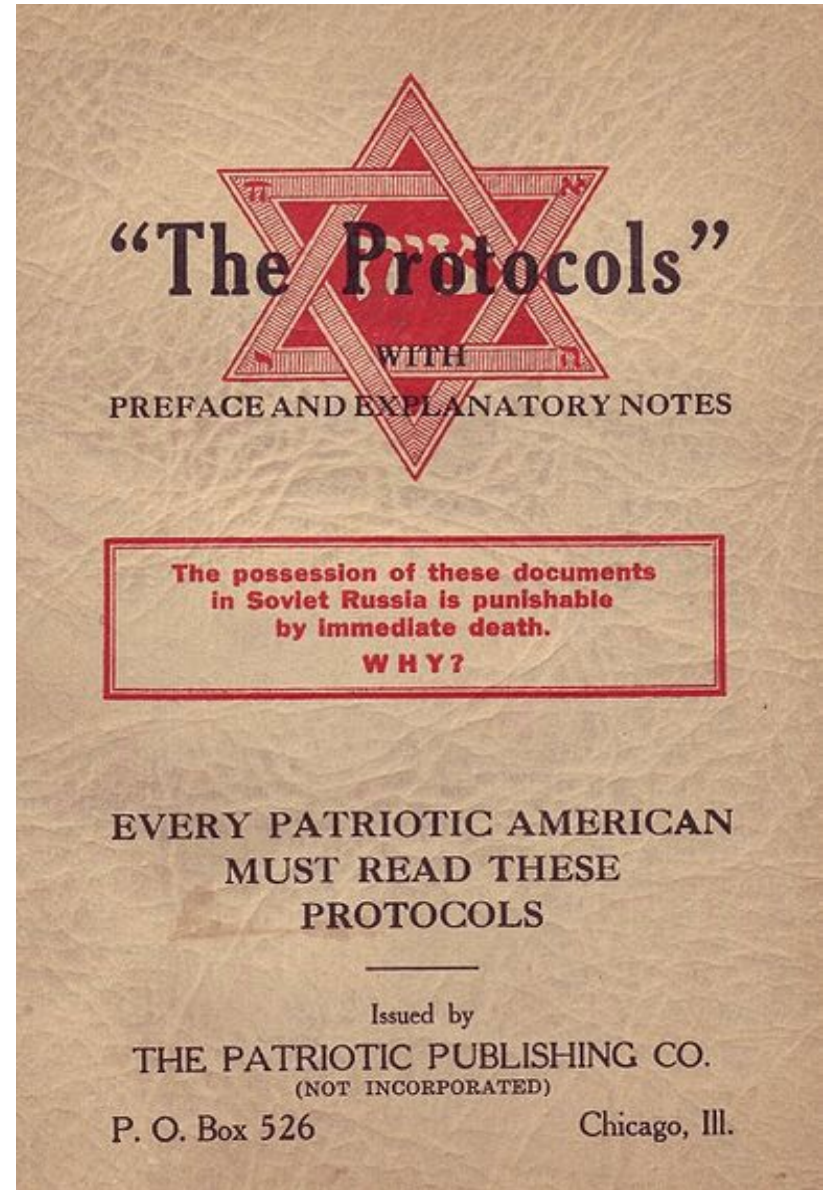 “The Protocols”
WITH
PREFACE AND EXPLANATORY NOTES
The possession of these documents
in Soviet Russia is punishable
by immediate death.
WHY?
EVERY PATRIOTIC AMERICAN
MUST READ THESE
PROTOCOLS
Issued by
THE PATRIOTIC PUBLISHING CO.
(NOT INCORPORATED)
P. O. Box 526 Chicago, Ill.